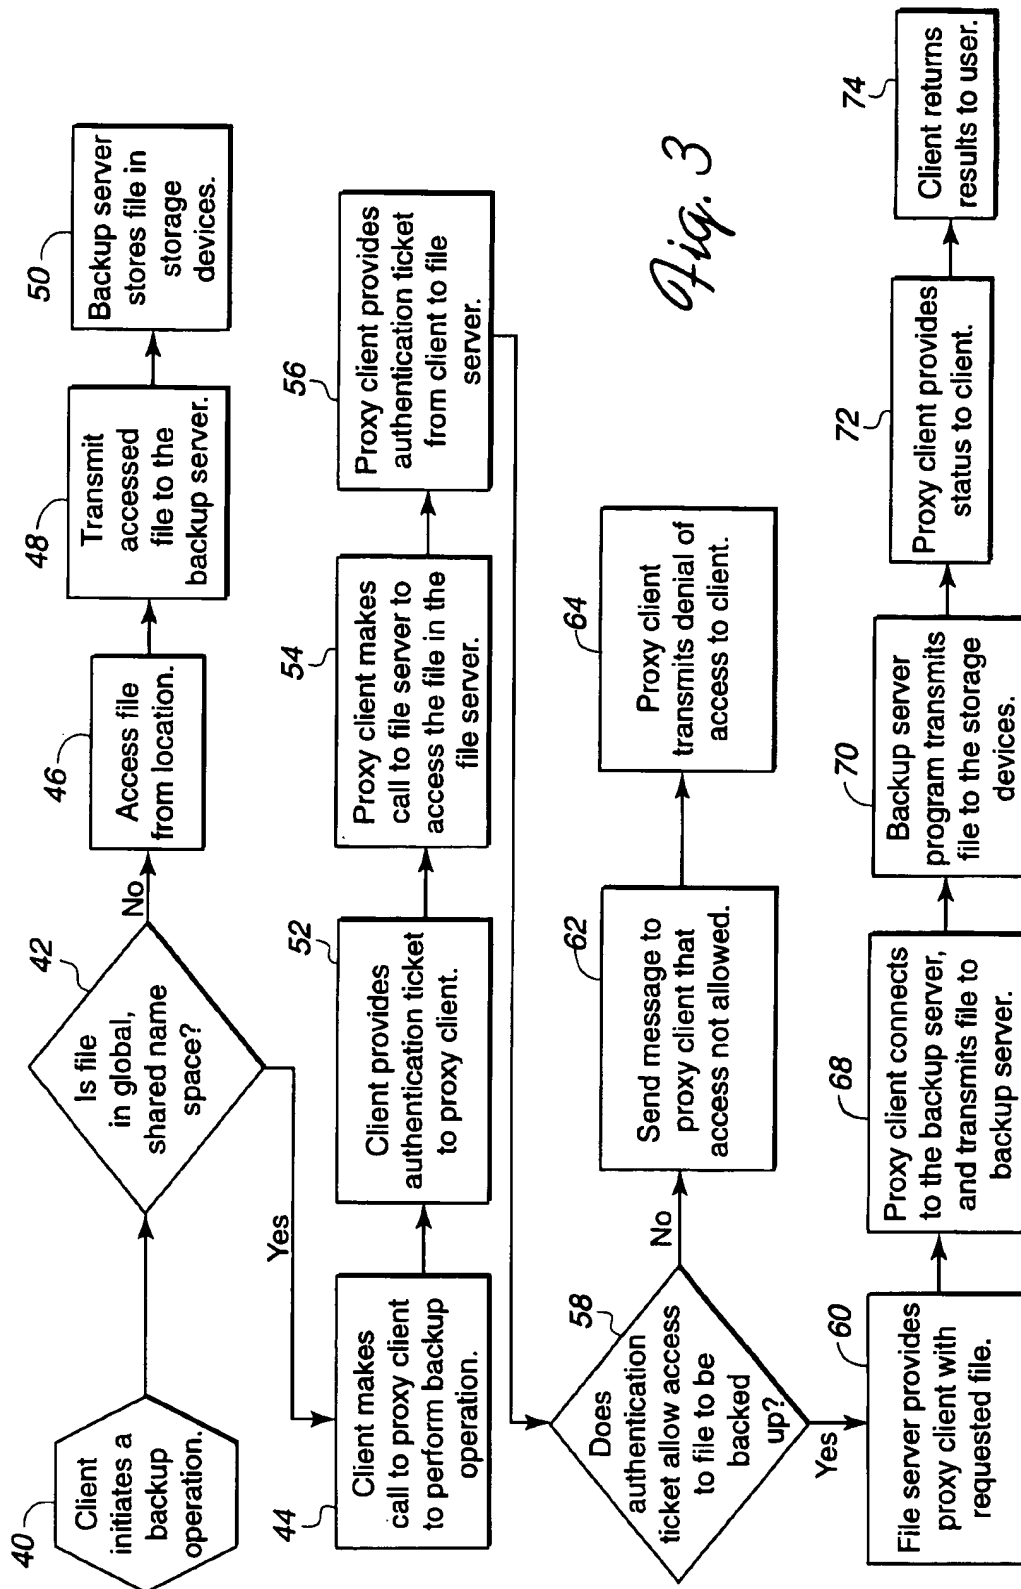 40
Client
initiates a
backup
operation.
42
Is file
in global,
shared name
space?
No
46
Access file
from location.
48
Transmit
accessed
file to the
backup server.
50
Backup server
stores file in
storage
devices.
Yes
44
Client makes
call to proxy client
to perform backup
operation.
52
Client provides
authentication ticket
to proxy client.
54
Proxy client makes
call to file server to
access the file in the
file server.
56
Proxy client provides
authentication ticket
from client to file
server.
58
Does
authentication
ticket allow access
to file to be
backed
up?
No
62
Send message to
proxy client that
access not allowed.
64
Proxy client
transmits denial of
access to client.
Yes
60
File server provides
proxy client with
requested file.
68
Proxy client connects
to the backup server,
and transmits file to
backup server.
70
Backup server
program transmits
file to the storage
devices.
72
Proxy client provides
status to client.
74
Client returns
results to user.
Fig. 3